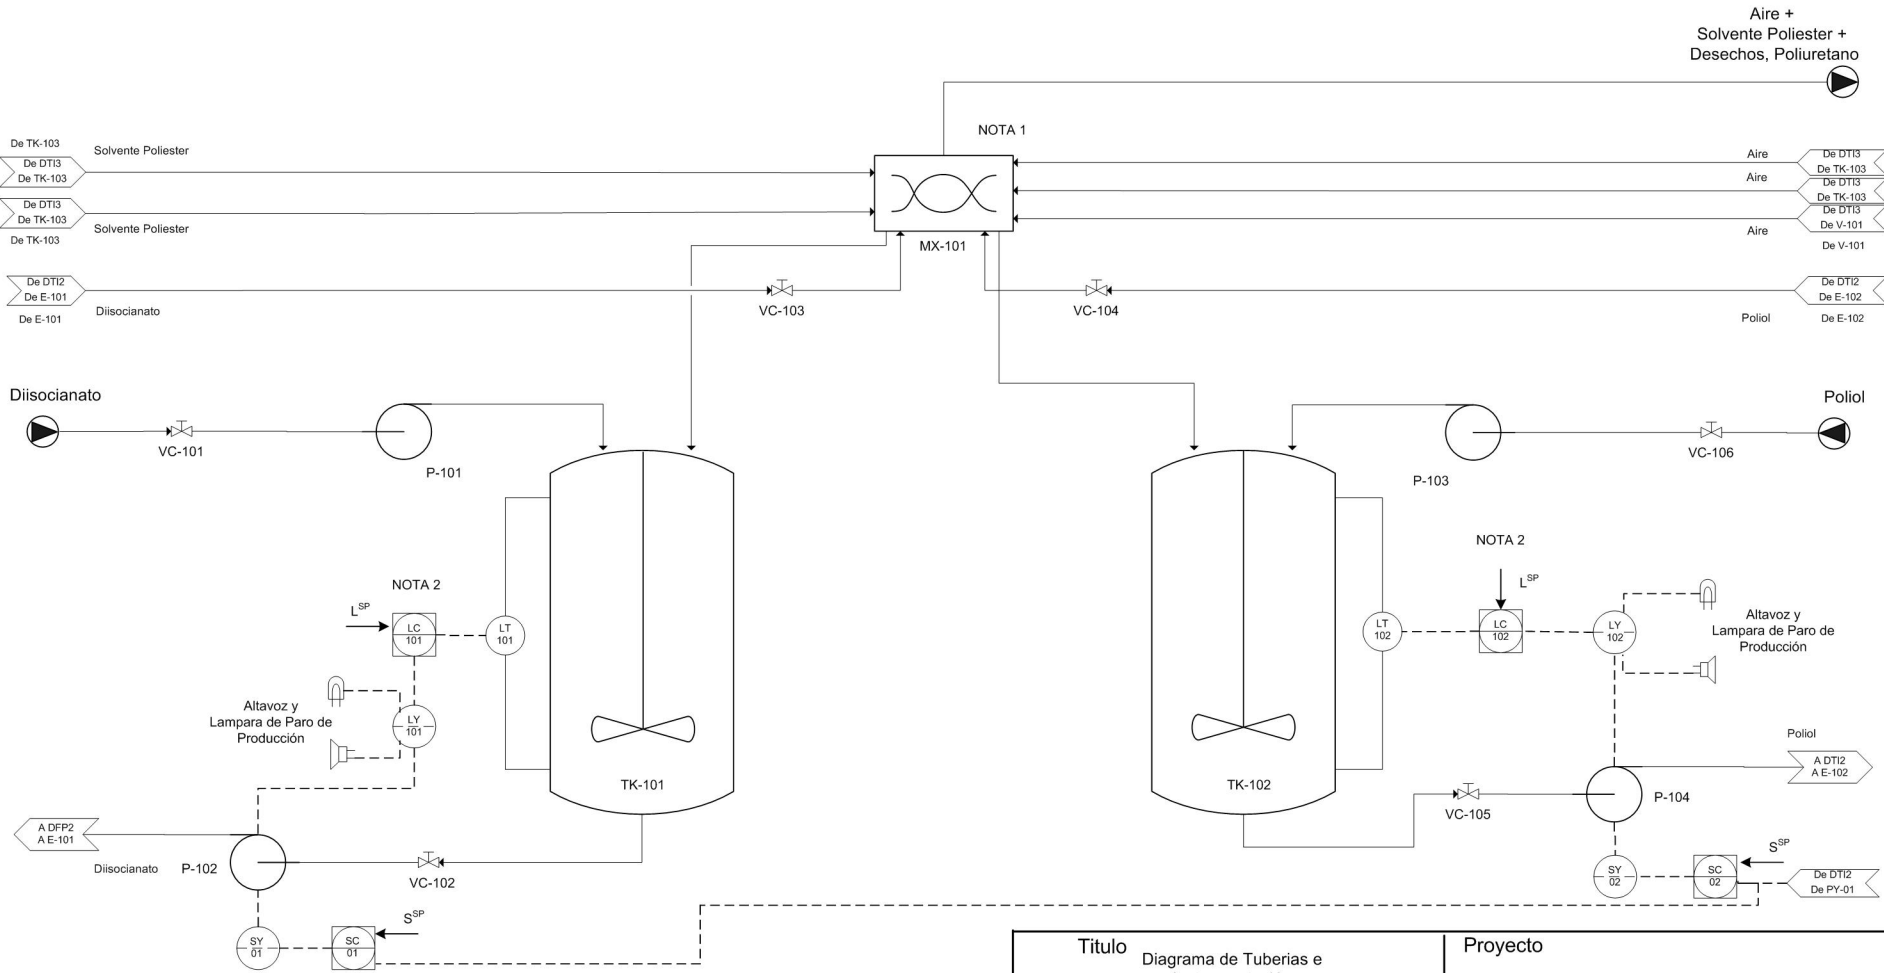 Aire +
Solvente Poliester +
Desechos, Poliuretano
NOTA 1
De TK-103
Solvente Poliester
De DTI3
De TK-103
De DTI3
De TK-103
De TK-103
Solvente Poliester
Aire
De DTI3
De TK-103
Aire
De DTI3
De TK-103
De DTI3
De V-101
Aire
De V-101
MX-101
De DTI2
De E-101
De E-101
Diisocianato
VC-103
VC-104
De DTI2
De E-102
Poliol
De E-102
Diisocianato
VC-101
P-101
Poliol
VC-106
P-103
NOTA 2
LSP
LC
101
LT
101
Altavoz y
Lampara de Paro de
Producción
LY
101
TK-101
NOTA 2
LSP
LT
102
LC
102
LY
102
Altavoz y
Lampara de Paro de
Producción
TK-102
Poliol
A DTI2
A E-102
P-104
VC-105
A DFP2
A E-101
Diisocianato
P-102
VC-102
SSP
SY
02
SC
02
De DTI2
De PY-01
SSP
SY
01
SC
01
Titulo
Diagrama de Tuberias e
Proyecto